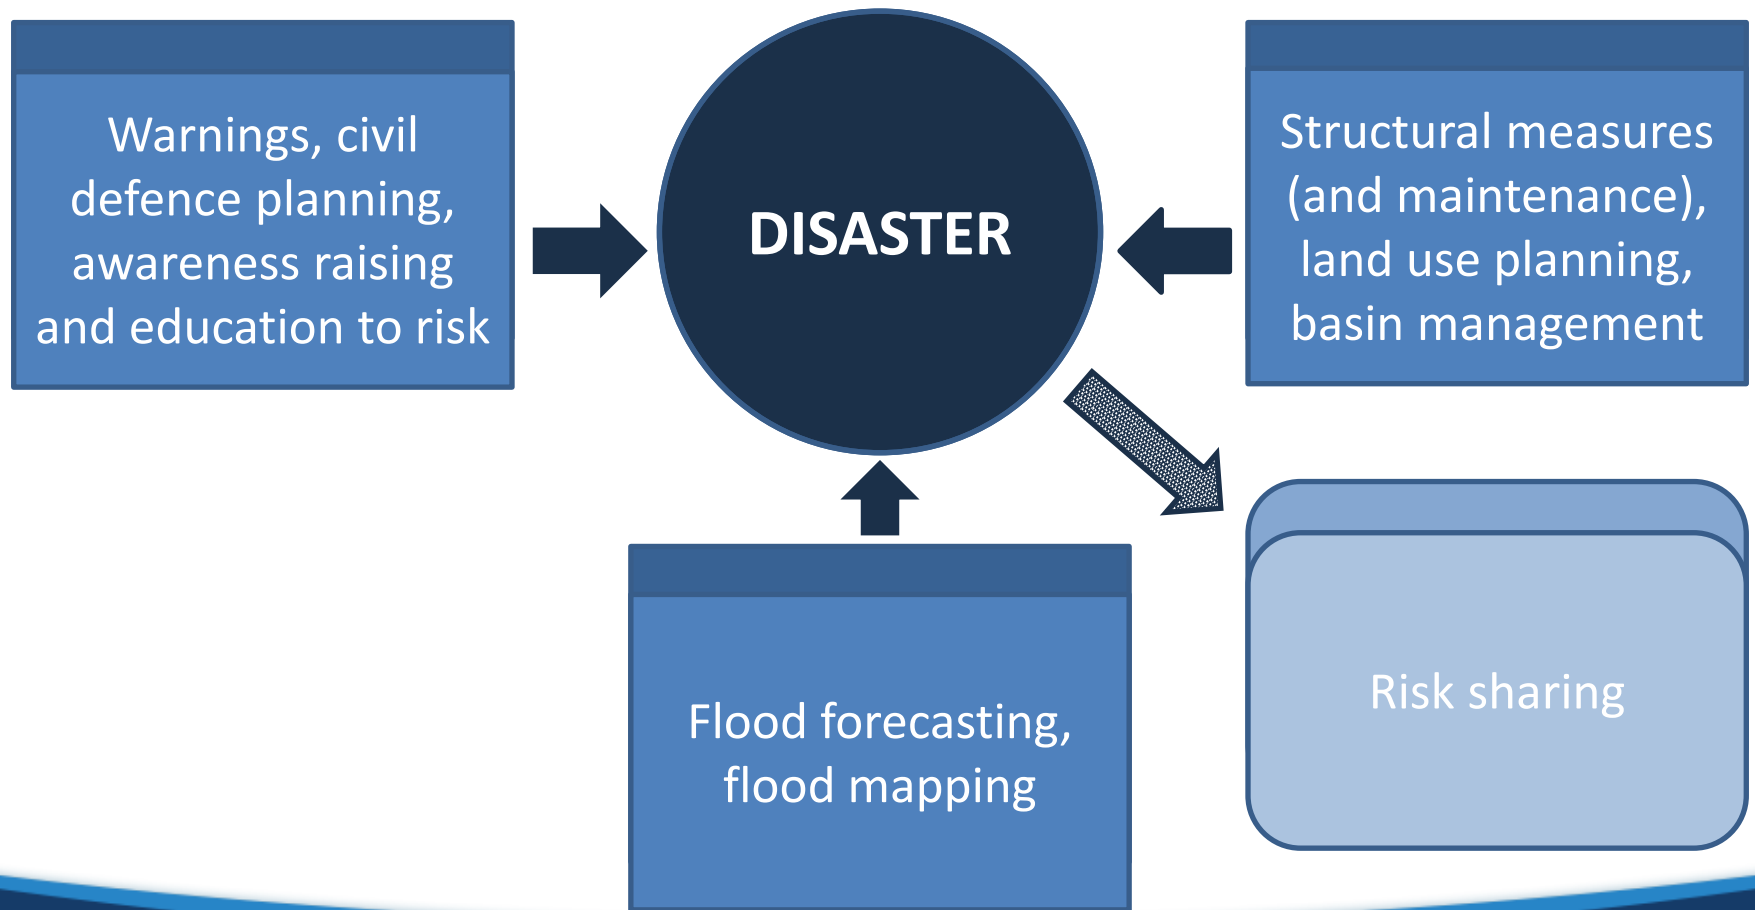 Warnings, civil
defence planning,
awareness raising
and education to risk
DISASTER
Structural measures
(and maintenance),
land use planning,
basin management
Flood forecasting,
flood mapping
Risk sharing